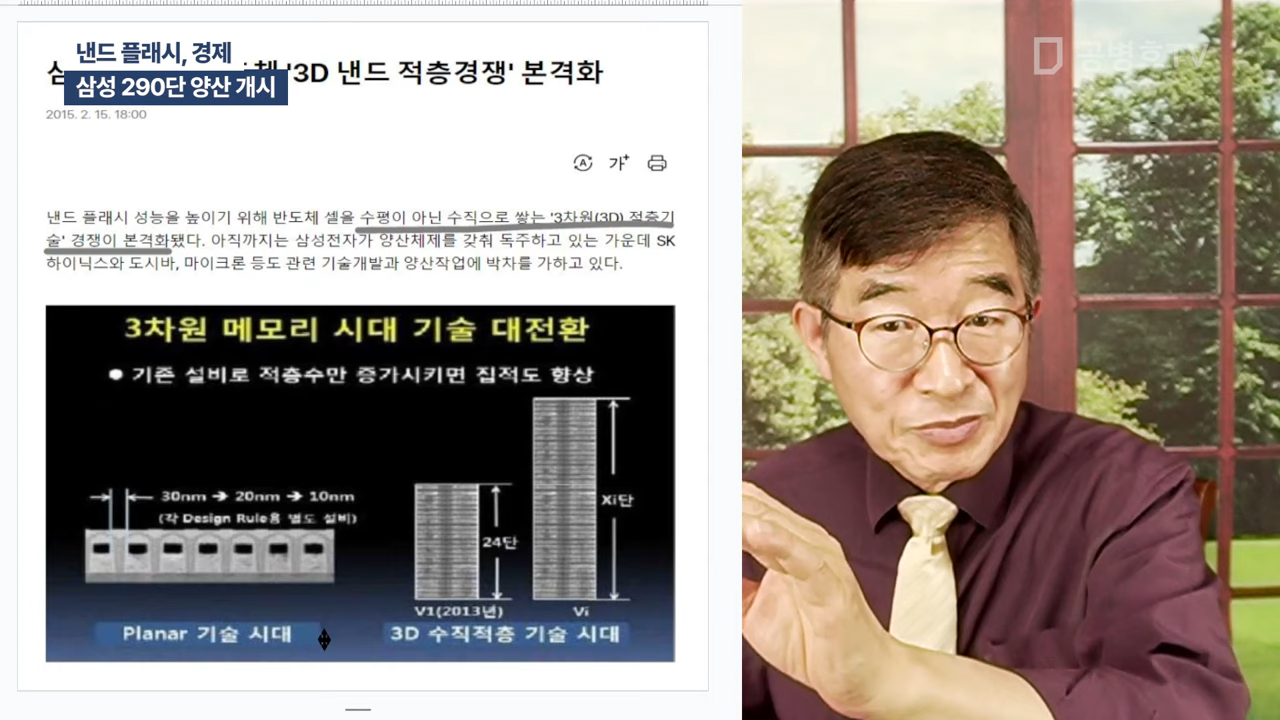 낸드 플래시, 경제
삼성 290단 양산 개시
'3D 낸드 적층경쟁' 본격화
2015. 2. 15. 18:00
가+
낸드 플래시 성능을 높이기 위해 반도체 셀을 수평이 아닌 수직으로 쌓는 '3차원(3D) 적층기
술' 경쟁이 본격화됐다. 아직까지는 삼성전자가 양산체제를 갖춰 독주하고 있는 가운데 SK
하이닉스와 도시바, 마이크론 등도 관련 기술개발과 양산작업에 박차를 가하고 있다.
3차원 메모리 시대 기술 대전환
● 기존 설비로 적층수만 증가시키면 집적도 향상
30nm → 20nm → 10nm
(각 Design Rule용 별도 설비)
24단
Xi단
V1(2013년)
Vi
Planar 기술 시대
3D 수직적층 기술 시대
공병호TV